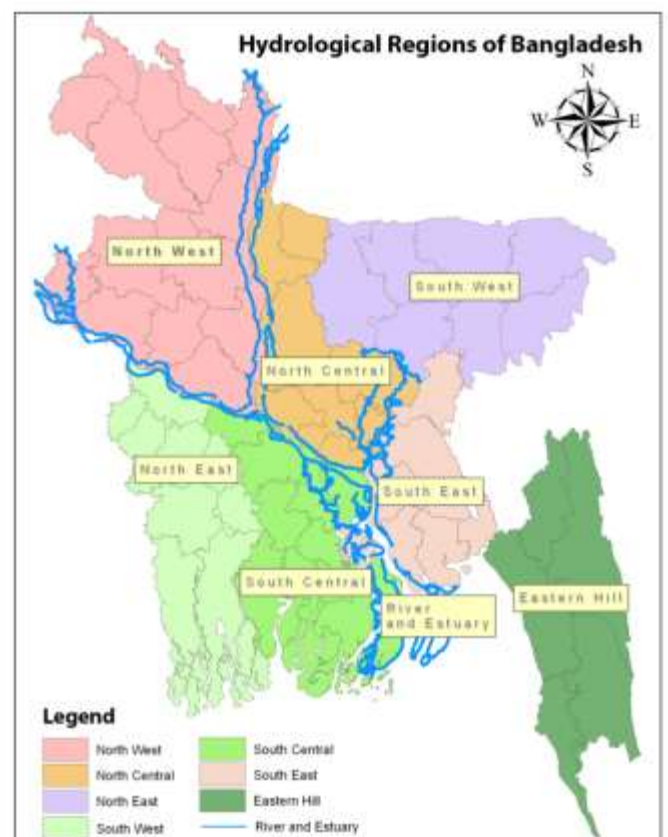 Hydrological Regions of Bangladesh
N
W E
S
North West
South West
North Central
North East
South East
South Central
Eastern Hill
River
and Estuary
Legend
North West
South Central
North Central
South East
North East
Eastern Hill
South West
River and Estuary